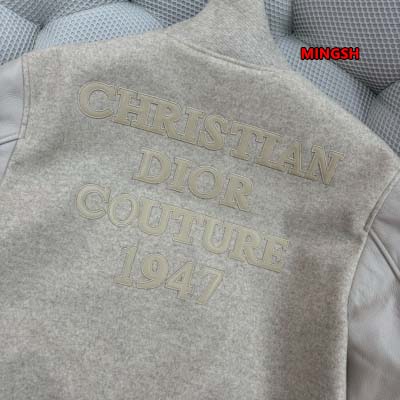 MINGSH
CHRISTIAN
DIOR
COUTURE
1947